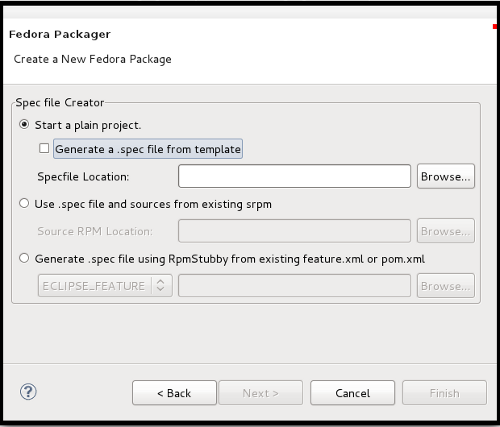 Fedora Packager
Create a New Fedora Package
Spec file Creator
Start a plain project.
Generate a .spec file from template
Specfile Location:
Browse...
Use .spec file and sources from existing srpm
Source RPM Location:
Browse...
Generate .spec file using RpmStubby from existing feature.xml or pom.xml
ECLIPSE_FEATURE
Browse...
?
< Back
Next >
Cancel
Finish